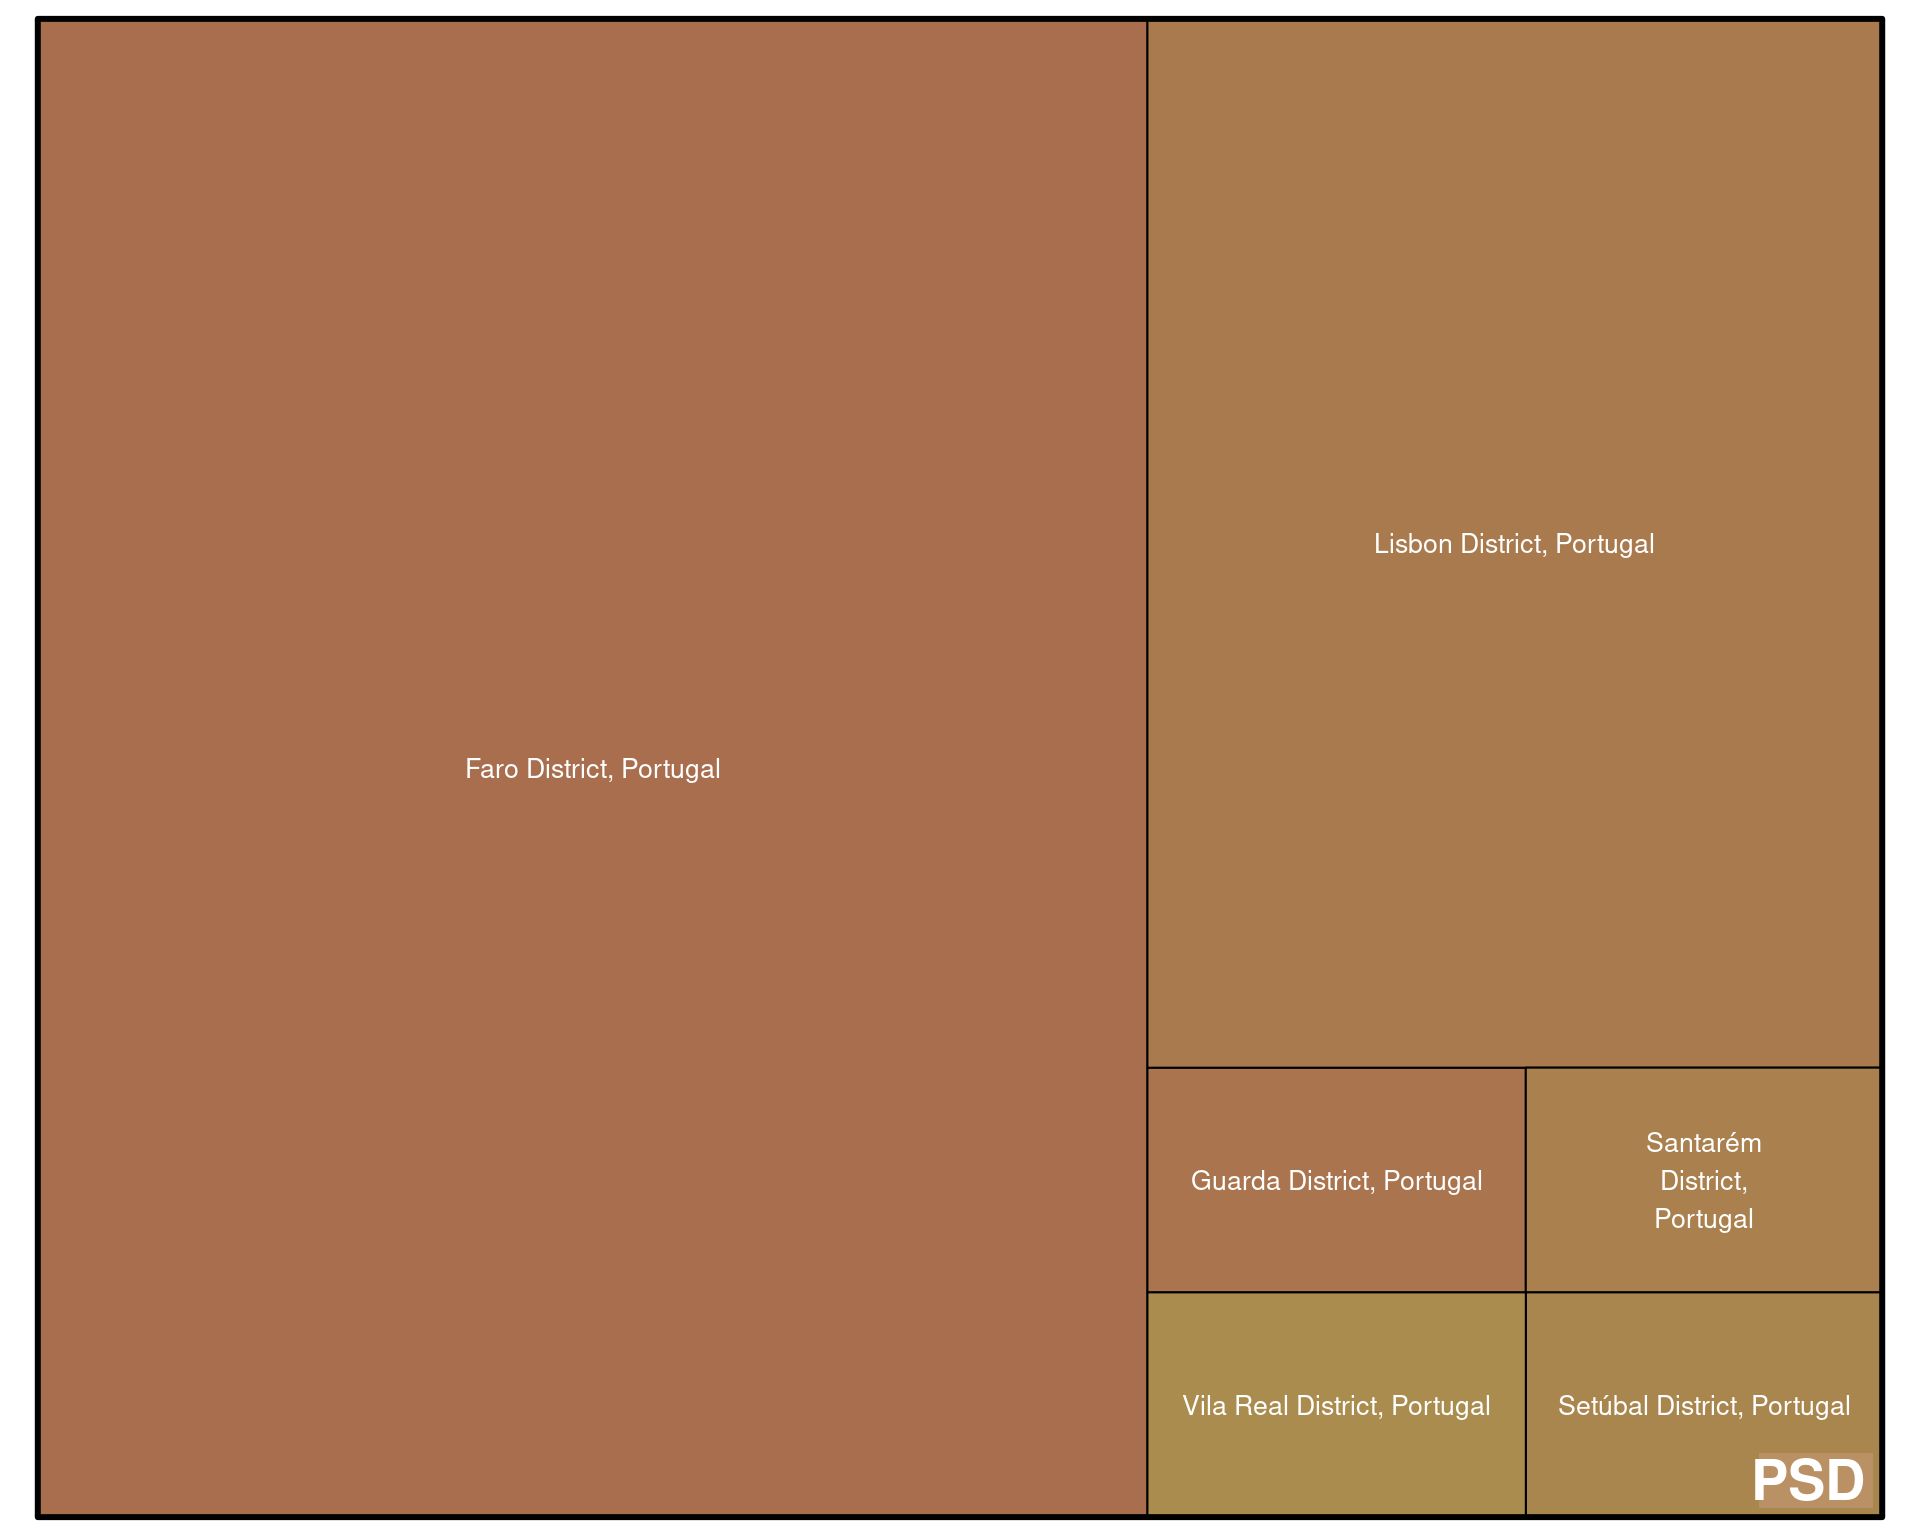 Faro District, Portugal
Lisbon District, Portugal
Guarda District, Portugal
Santarém
District,
Portugal
Vila Real District, Portugal
Setúbal District, Portugal
PSD